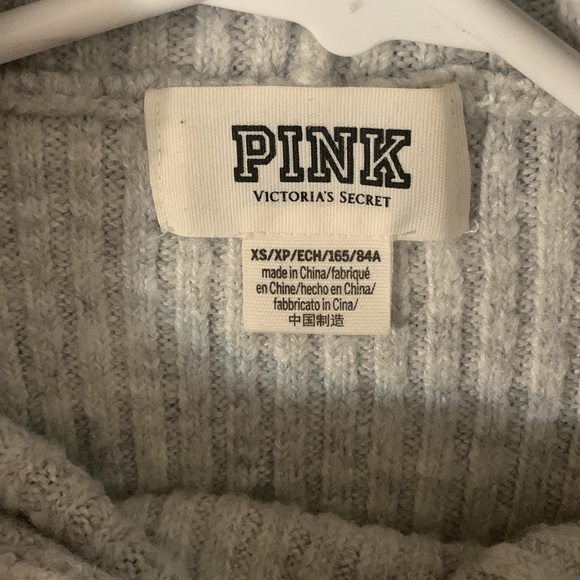 PINK
VICTORIA'S SECRET
XS/XP/ECH/165/84A
made in China/fabriqué
en Chine/hecho en China/
fabbricato in Cina/
中国制造